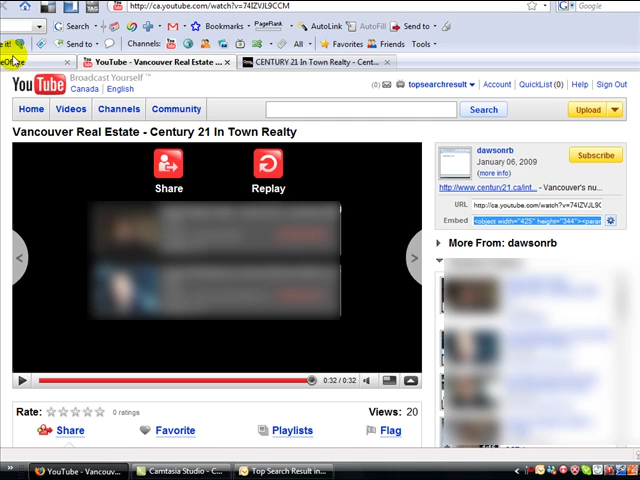 http://ca.youtube.com/watch?v=74IZVJL9CCM
Google
Search
Bookmarks
PageRank
AutoLink
AutoFill
Send to
Send to
Channels:
All
Favorites
Friends
Tools
YouTube - Vancouver Real Estate ...
CENTURY 21 In Town Realty - Cent...
YouTube
Broadcast Yourself ™
Canada | English
(0)
topsearchresult
Account
QuickList (0)
Help
Sign Out
Home
Videos
Channels
Community
Search
Upload
Vancouver Real Estate - Century 21 In Town Realty
Share
Replay
0:32 / 0:32
dawsonrb
January 06, 2009
(more info)
Subscribe
http://www.century21.ca/int... - Vancouver's nu...
URL
http://ca.youtube.com/watch?v=74IZVJL9C
Embed
<object width="425" height="344"><para
More From: dawsonrb
Rate:
0 ratings
Views: 20
Share
Favorite
Playlists
Flag
YouTube - Vancouv...
Camtasia Studio - C...
Top Search Result in...